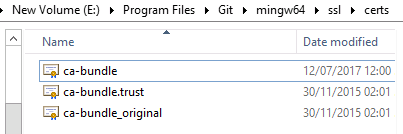 New Volume (E:) ▸ Program Files ▸ Git ▸ mingw64 ▸ ssl ▸ certs
Name Date modified
ca-bundle 12/07/2017 12:00
ca-bundle.trust 30/11/2015 02:01
ca-bundle_original 30/11/2015 02:01